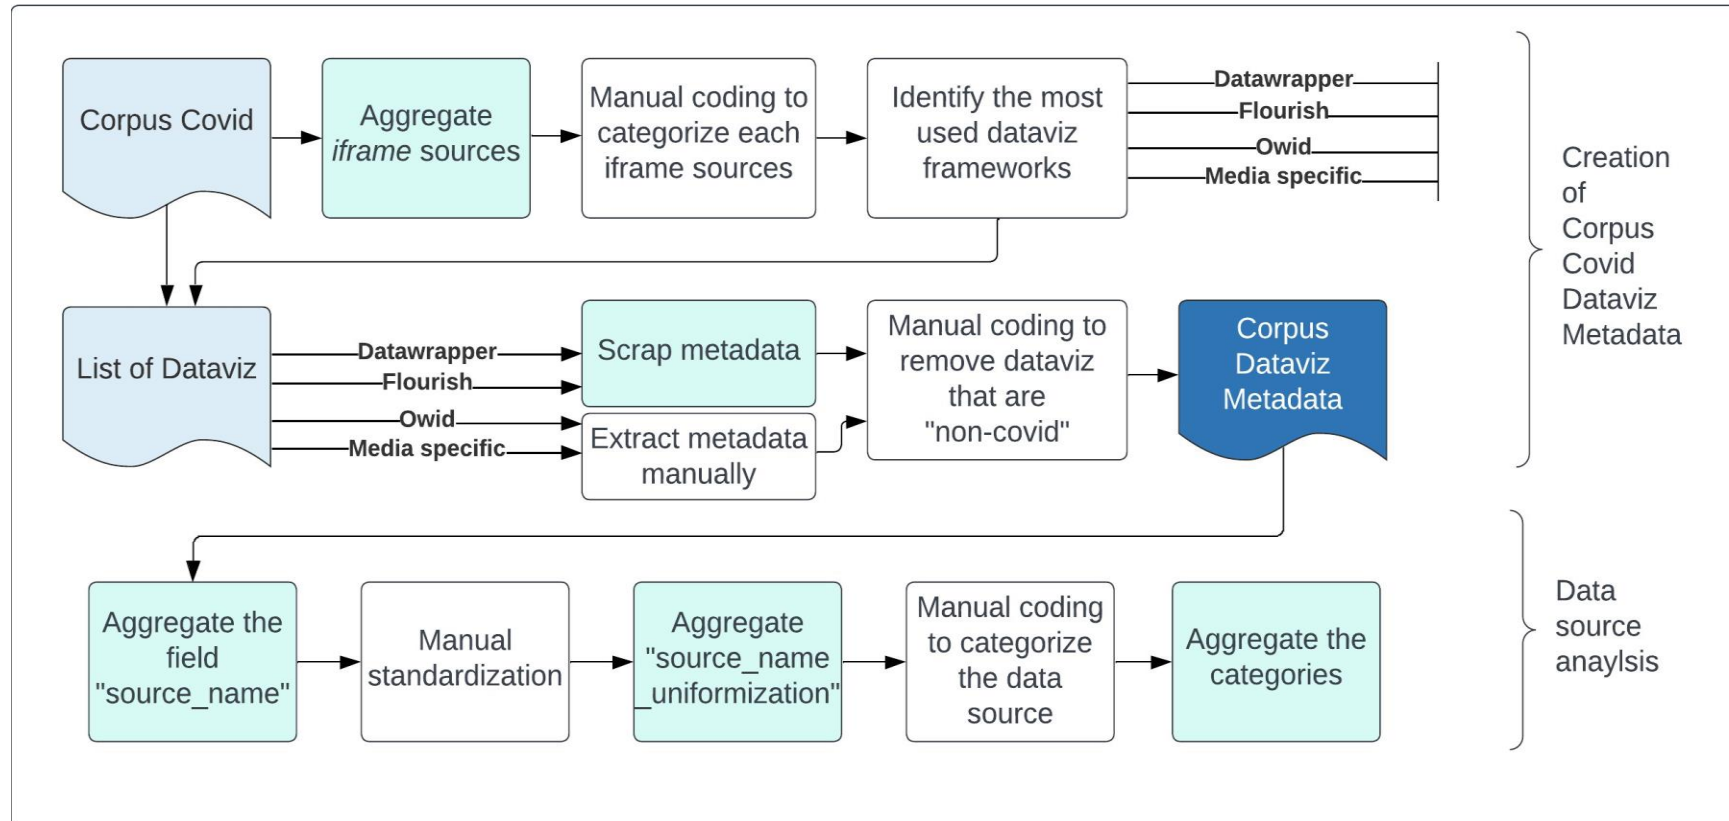 Corpus Covid
Aggregate
iframe sources
Manual coding to
categorize each
iframe sources
Identify the most
used dataviz
frameworks
Datawrapper
Flourish
Owid
Media specific
Creation
of
Corpus
Covid
Dataviz
Metadata
List of Dataviz
Datawrapper
Flourish
Owid
Media specific
Scrap metadata
Extract metadata
manually
Manual coding to
remove dataviz
that are
"non-covid"
Corpus
Dataviz
Metadata
Aggregate the
field
"source_name"
Manual
standardization
Aggregate
"source_name
_uniformization"
Manual coding
to categorize
the data
source
Aggregate the
categories
Data
source
anaylsis